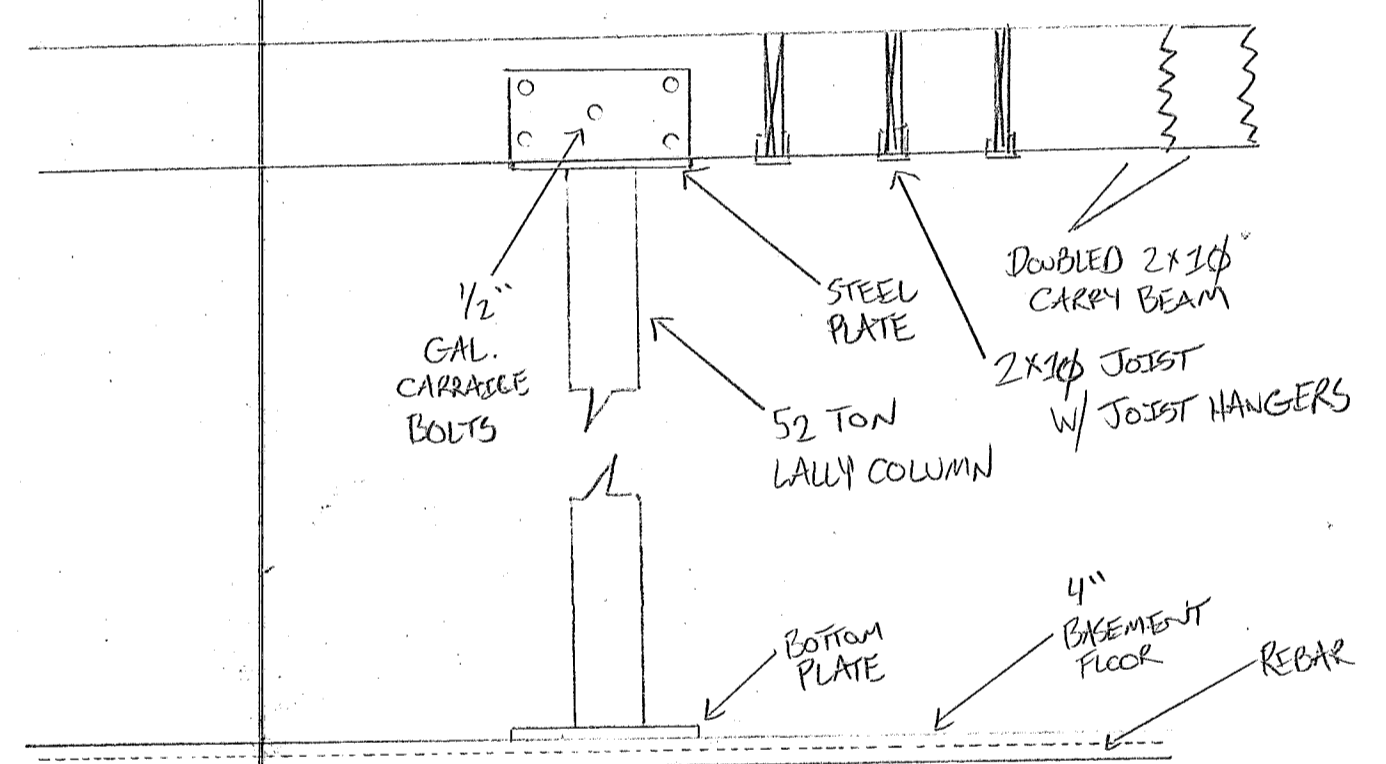 1/2"
GAL.
CARRAIGE
BOLTS
STEEL
PLATE
DOUBLED 2X10"
CARRY BEAM
2X10 JOIST
W/ JOIST HANGERS
52 TON
LALLY COLUMN
BOTTOM
PLATE
4"
BASEMENT
FLOOR
REBAR